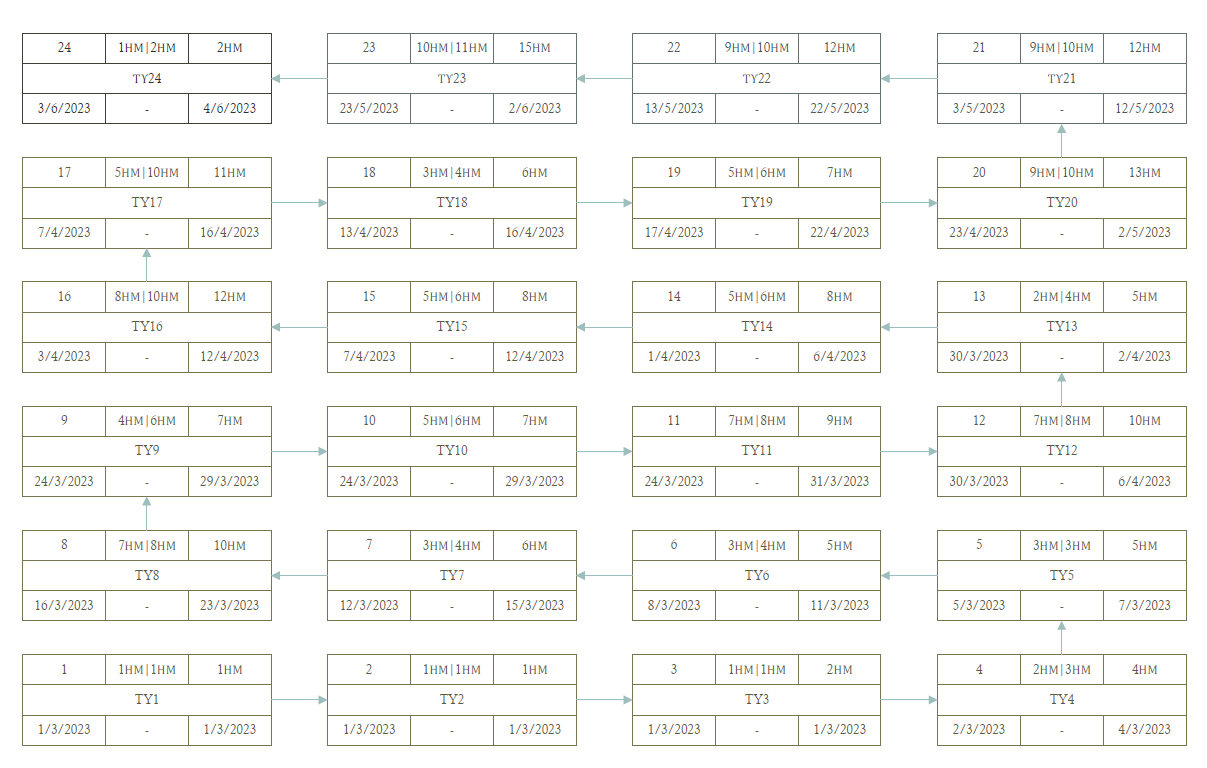 24 1HM|2HM 2HM 23 10HM|11HM 15HM 22 9HM|10HM 12HM 21 9HM|10HM 12HM
TY24 TY23 TY22 TY21
3/6/2023 - 4/6/2023 23/5/2023 - 2/6/2023 13/5/2023 - 22/5/2023 3/5/2023 - 12/5/2023
17 5HM|10HM 11HM 18 3HM|4HM 6HM 19 5HM|6HM 7HM 20 9HM|10HM 13HM
TY17 TY18 TY19 TY20
7/4/2023 - 16/4/2023 13/4/2023 - 16/4/2023 17/4/2023 - 22/4/2023 23/4/2023 - 2/5/2023
16 8HM|10HM 12HM 15 5HM|6HM 8HM 14 5HM|6HM 8HM 13 2HM|4HM 5HM
TY16 TY15 TY14 TY13
3/4/2023 - 12/4/2023 7/4/2023 - 12/4/2023 1/4/2023 - 6/4/2023 30/3/2023 - 2/4/2023
9 4HM|6HM 7HM 10 5HM|6HM 7HM 11 7HM|8HM 9HM 12 7HM|8HM 10HM
TY9 TY10 TY11 TY12
24/3/2023 - 29/3/2023 24/3/2023 - 29/3/2023 24/3/2023 - 31/3/2023 30/3/2023 - 6/4/2023
8 7HM|8HM 10HM 7 3HM|4HM 6HM 6 3HM|4HM 5HM 5 3HM|3HM 5HM
TY8 TY7 TY6 TY5
16/3/2023 - 23/3/2023 12/3/2023 - 15/3/2023 8/3/2023 - 11/3/2023 5/3/2023 - 7/3/2023
1 1HM|1HM 1HM 2 1HM|1HM 1HM 3 1HM|1HM 2HM 4 2HM|3HM 4HM
TY1 TY2 TY3 TY4
1/3/2023 - 1/3/2023 1/3/2023 - 1/3/2023 1/3/2023 - 1/3/2023 2/3/2023 - 4/3/2023